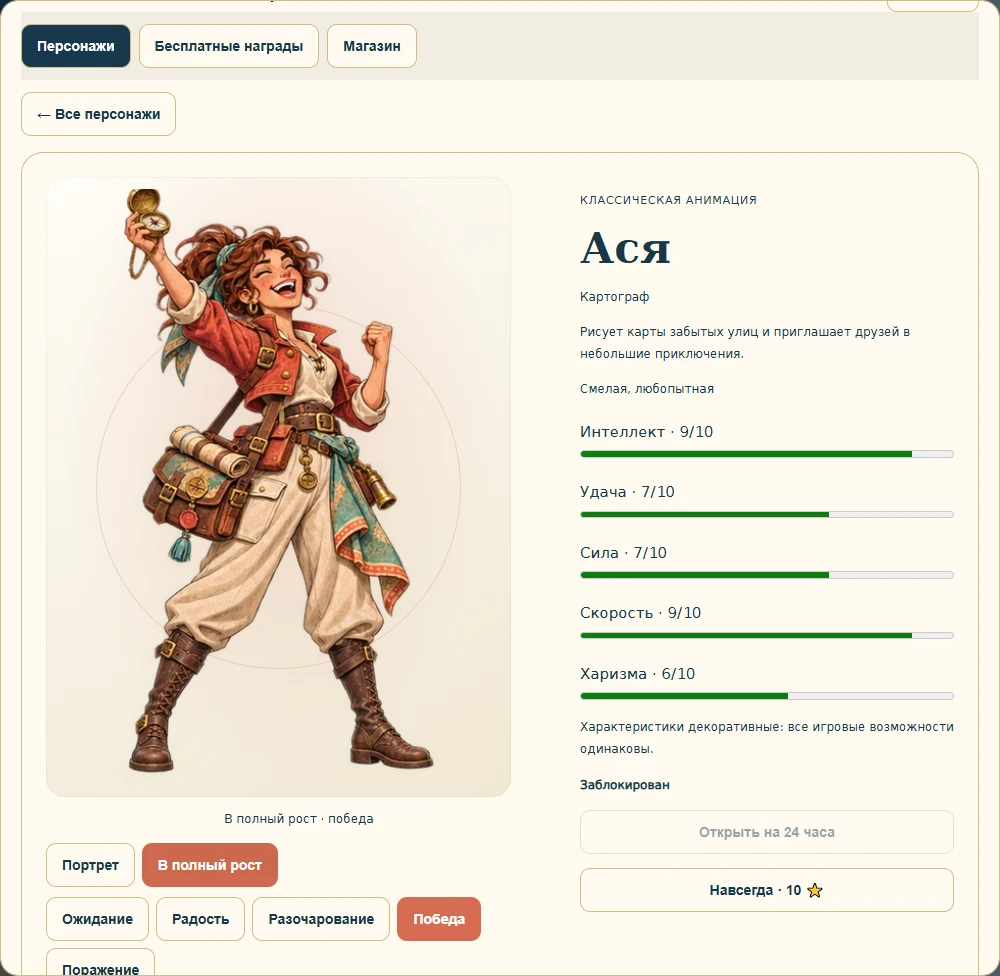 Персонажи
Бесплатные награды
Магазин
← Все персонажи
КЛАССИЧЕСКАЯ АНИМАЦИЯ
Ася
Картограф
Рисует карты забытых улиц и приглашает друзей в
небольшие приключения.
Смелая, любопытная
Интеллект · 9/10
Удача · 7/10
Сила · 7/10
Скорость · 9/10
Харизма · 6/10
Характеристики декоративные: все игровые возможности
одинаковы.
Заблокирован
Открыть на 24 часа
Навсегда · 10 ⭐
В полный рост · победа
Портрет
В полный рост
Ожидание
Радость
Разочарование
Победа
Поражение